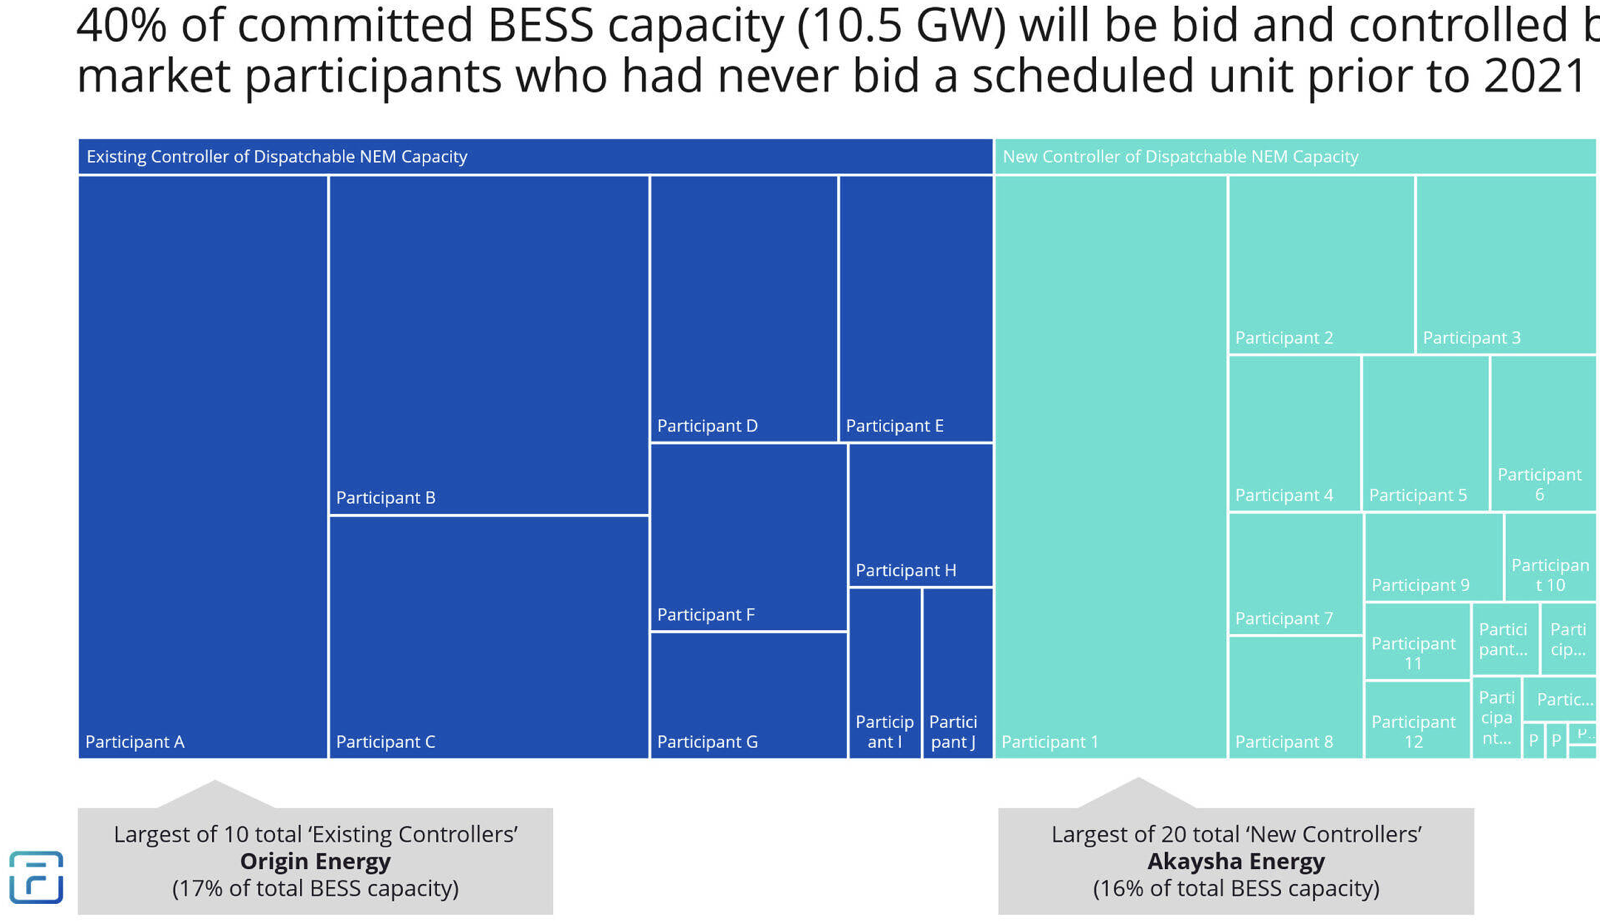 40% of committed BESS capacity (10.5 GW) will be bid and controlled b
market participants who had never bid a scheduled unit prior to 2021
Existing Controller of Dispatchable NEM Capacity
New Controller of Dispatchable NEM Capacity
Participant A
Participant B
Participant C
Participant D
Participant E
Participant F
Participant G
Participant H
Particip
ant I
Partici
pant J
Participant 1
Participant 2
Participant 3
Participant 4
Participant 5
Participant
6
Participant 7
Participant 8
Participant 9
Participan
t 10
Participant
11
Participant
12
Partici
pant...
Parti
cip...
Parti
cipa
nt...
Partic...
P
P
P...
Largest of 10 total ‘Existing Controllers’
Origin Energy
(17% of total BESS capacity)
Largest of 20 total ‘New Controllers’
Akaysha Energy
(16% of total BESS capacity)